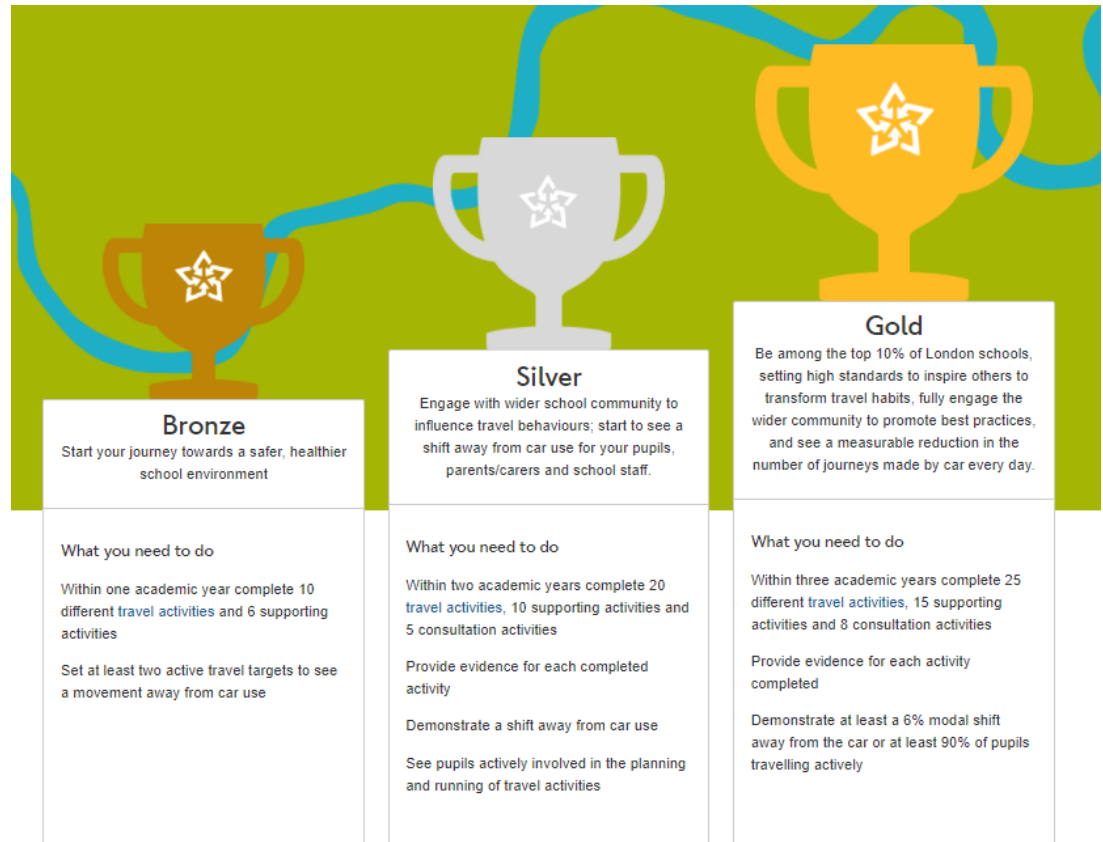 Bronze
Start your journey towards a safer, healthier
school environment
What you need to do
Within one academic year complete 10
different travel activities and 6 supporting
activities
Set at least two active travel targets to see
a movement away from car use
Silver
Engage with wider school community to
influence travel behaviours; start to see a
shift away from car use for your pupils,
parents/carers and school staff.
What you need to do
Within two academic years complete 20
travel activities, 10 supporting activities and
5 consultation activities
Provide evidence for each completed
activity
Demonstrate a shift away from car use
See pupils actively involved in the planning
and running of travel activities
Gold
Be among the top 10% of London schools,
setting high standards to inspire others to
transform travel habits, fully engage the
wider community to promote best practices,
and see a measurable reduction in the
number of journeys made by car every day.
What you need to do
Within three academic years complete 25
different travel activities, 15 supporting
activities and 8 consultation activities
Provide evidence for each activity
completed
Demonstrate at least a 6% modal shift
away from the car or at least 90% of pupils
travelling actively